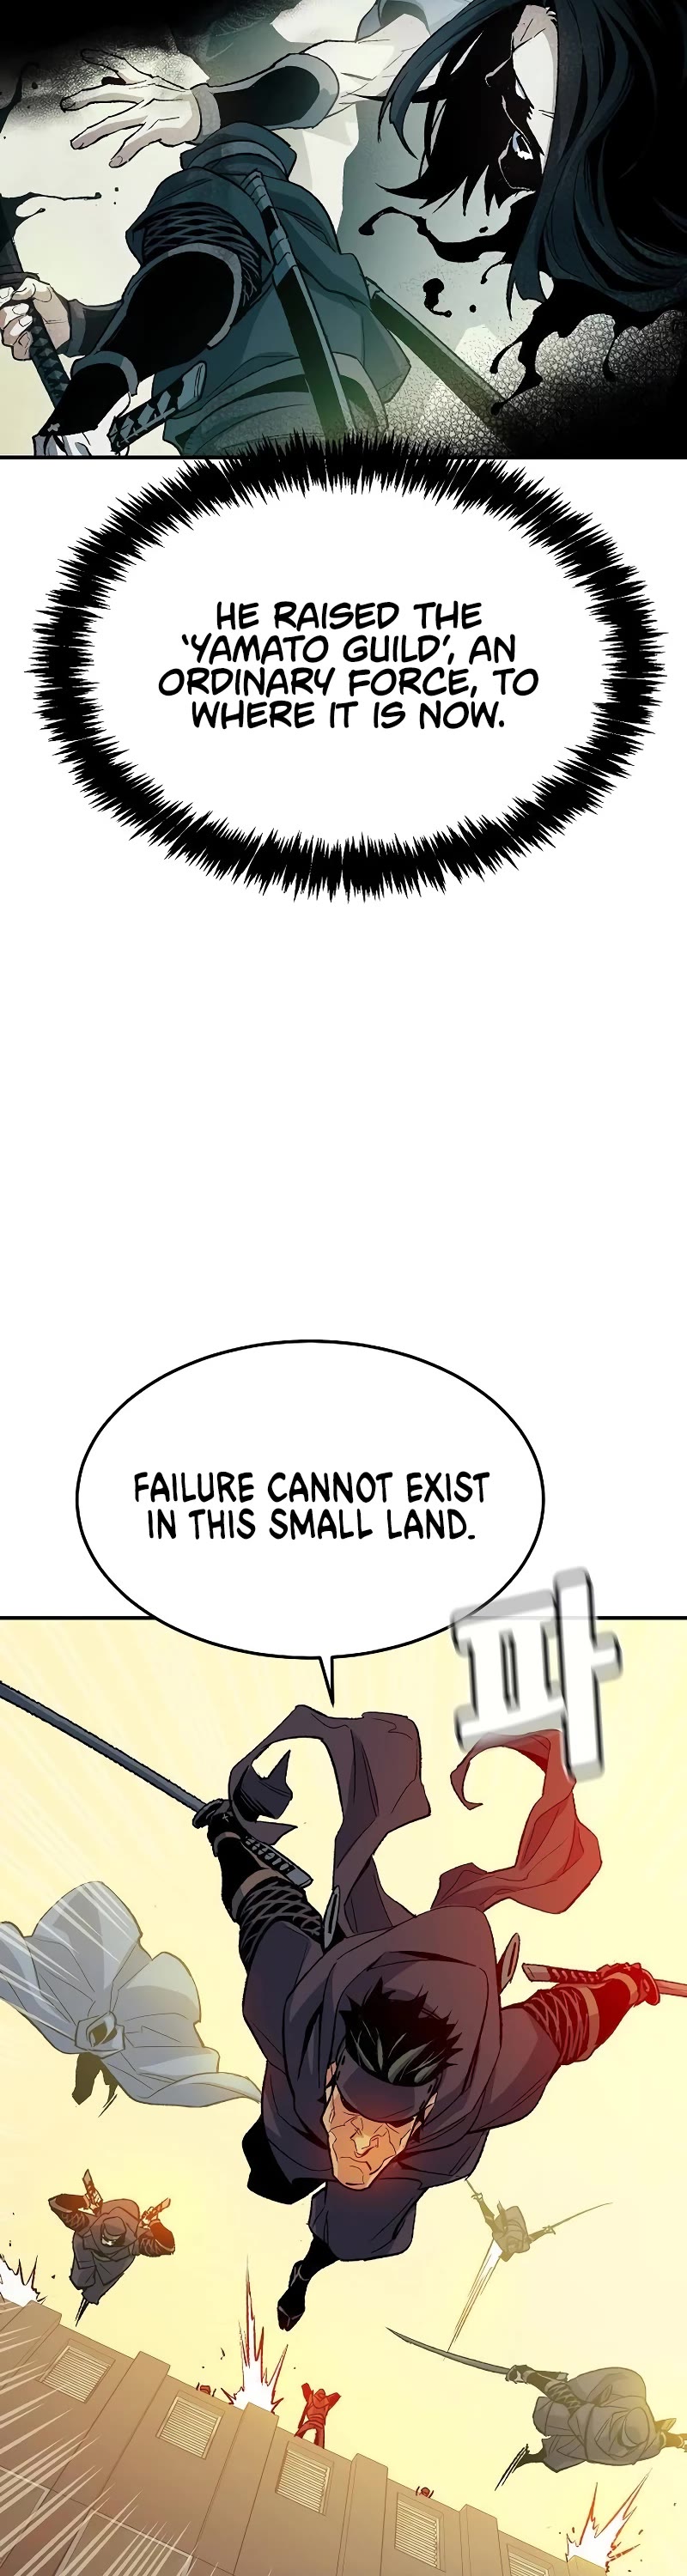 HE RAISED THE
'YAMATO GUILD', AN
ORDINARY FORCE, TO
WHERE IT IS NOW.
FAILURE CANNOT EXIST
IN THIS SMALL LAND.
파